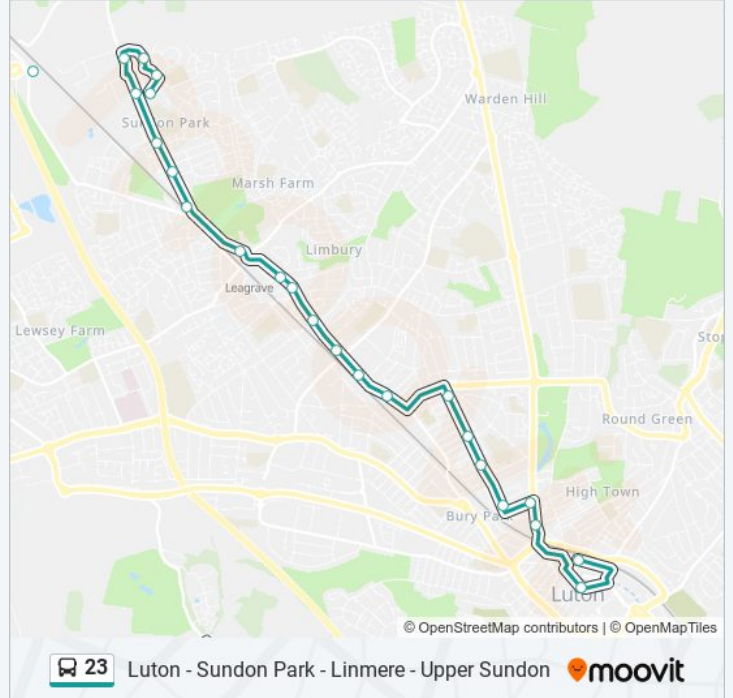 Warden Hill
Sundon Park
Marsh Farm
Limbury
Leagrave
Lewsey Farm
Round Green
High Town
Bury Park
Luton
© OpenStreetMap contributors | © OpenMapTiles
23 Luton - Sundon Park - Linmere - Upper Sundon moovit